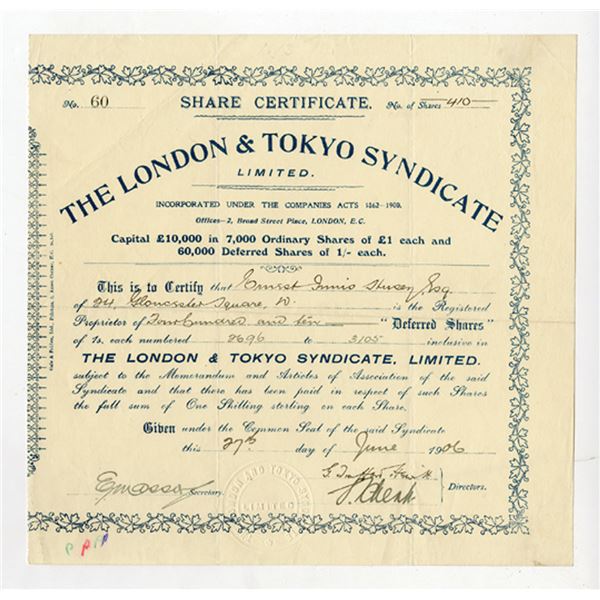 No. 60 SHARE CERTIFICATE. No. of Shares 410
THE LONDON & TOKYO SYNDICATE
LIMITED.
INCORPORATED UNDER THE COMPANIES ACTS 1862-1900.
Offices-2, Broad Street Place, LONDON, E.C.
Capital £10,000 in 7,000 Ordinary Shares of £1 each and
60,000 Deferred Shares of 1/- each.
This is to Certify that Ernest Innis Husey Esq.
of 24, Gloucester Square, W. is the Registered
Proprietor of Four hundred and ten "Deferred Shares"
of 1s. each numbered 2696 to 3105 inclusive in
THE LONDON & TOKYO SYNDICATE, LIMITED.
subject to the Memorandum and Articles of Association of the said
Syndicate and that there has been paid in respect of such Shares
the full sum of One Shilling sterling on each Share.
Given under the Common Seal of the said Syndicate
this 27th day of June 1906
Secretary.
Directors.
LONDON AND TOKYO
LIMITED
P P P